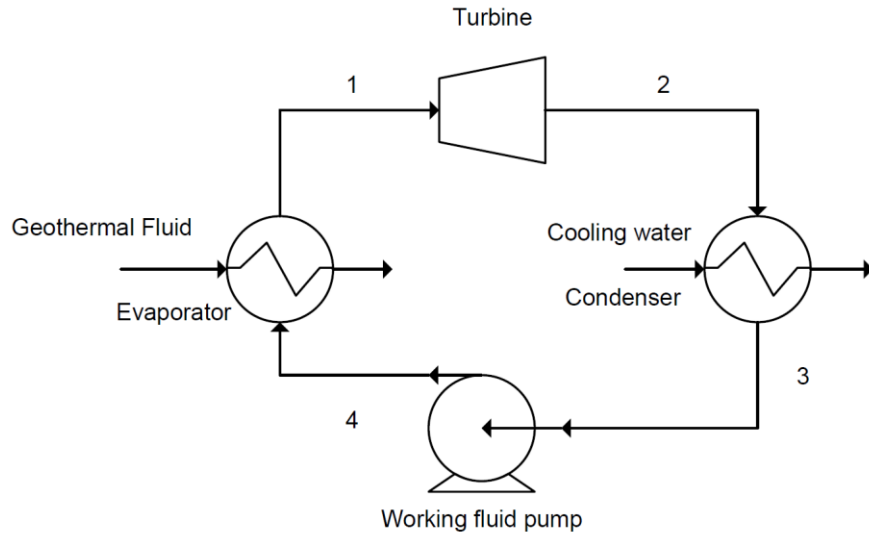 Turbine
1
2
Geothermal Fluid
Cooling water
Evaporator
Condenser
3
4
Working fluid pump